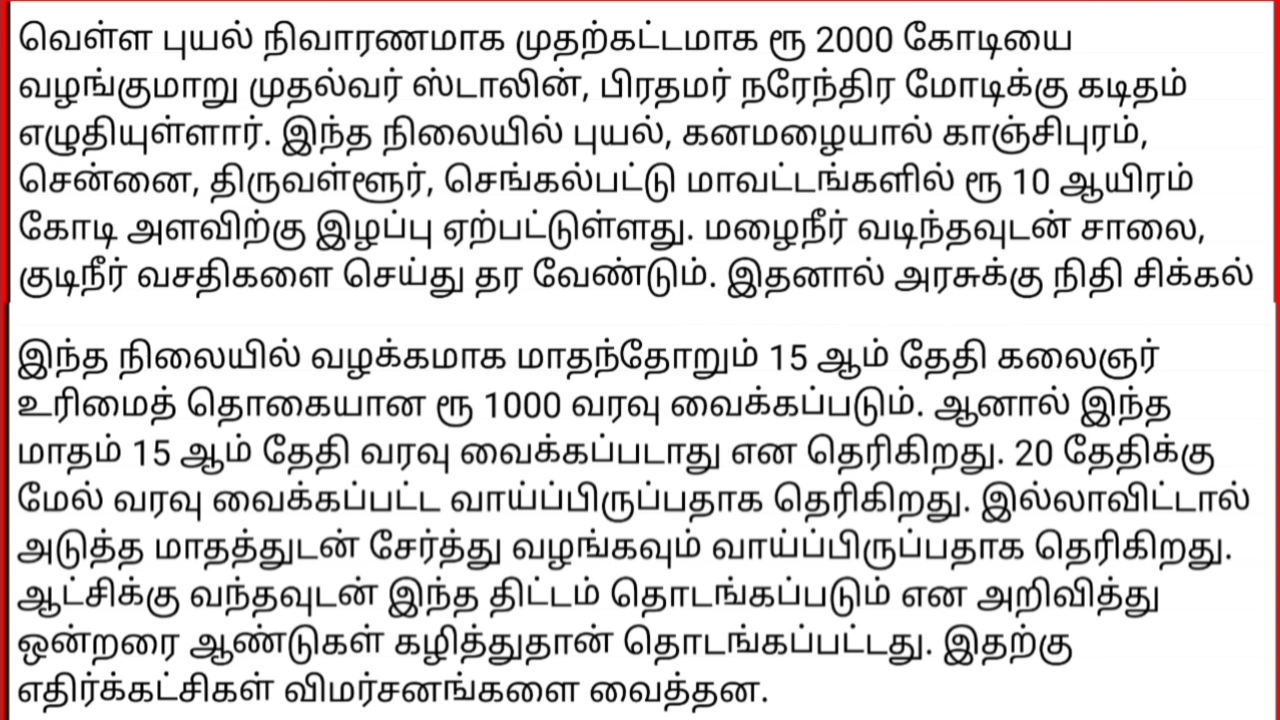 வெள்ள புயல் நிவாரணமாக முதற்கட்டமாக ரூ 2000 கோடியை
வழங்குமாறு முதல்வர் ஸ்டாலின், பிரதமர் நரேந்திர மோடிக்கு கடிதம்
எழுதியுள்ளார். இந்த நிலையில் புயல், கனமழையால் காஞ்சிபுரம்,
சென்னை, திருவள்ளூர், செங்கல்பட்டு மாவட்டங்களில் ரூ 10 ஆயிரம்
கோடி அளவிற்கு இழப்பு ஏற்பட்டுள்ளது. மழைநீர் வடிந்தவுடன் சாலை,
குடிநீர் வசதிகளை செய்து தர வேண்டும். இதனால் அரசுக்கு நிதி சிக்கல்
இந்த நிலையில் வழக்கமாக மாதந்தோறும் 15 ஆம் தேதி கலைஞர்
உரிமைத் தொகையான ரூ 1000 வரவு வைக்கப்படும். ஆனால் இந்த
மாதம் 15 ஆம் தேதி வரவு வைக்கப்படாது என தெரிகிறது. 20 தேதிக்கு
மேல் வரவு வைக்கப்பட்ட வாய்ப்பிருப்பதாக தெரிகிறது. இல்லாவிட்டால்
அடுத்த மாதத்துடன் சேர்த்து வழங்கவும் வாய்ப்பிருப்பதாக தெரிகிறது.
ஆட்சிக்கு வந்தவுடன் இந்த திட்டம் தொடங்கப்படும் என அறிவித்து
ஒன்றரை ஆண்டுகள் கழித்துதான் தொடங்கப்பட்டது. இதற்கு
எதிர்க்கட்சிகள் விமர்சனங்களை வைத்தன.